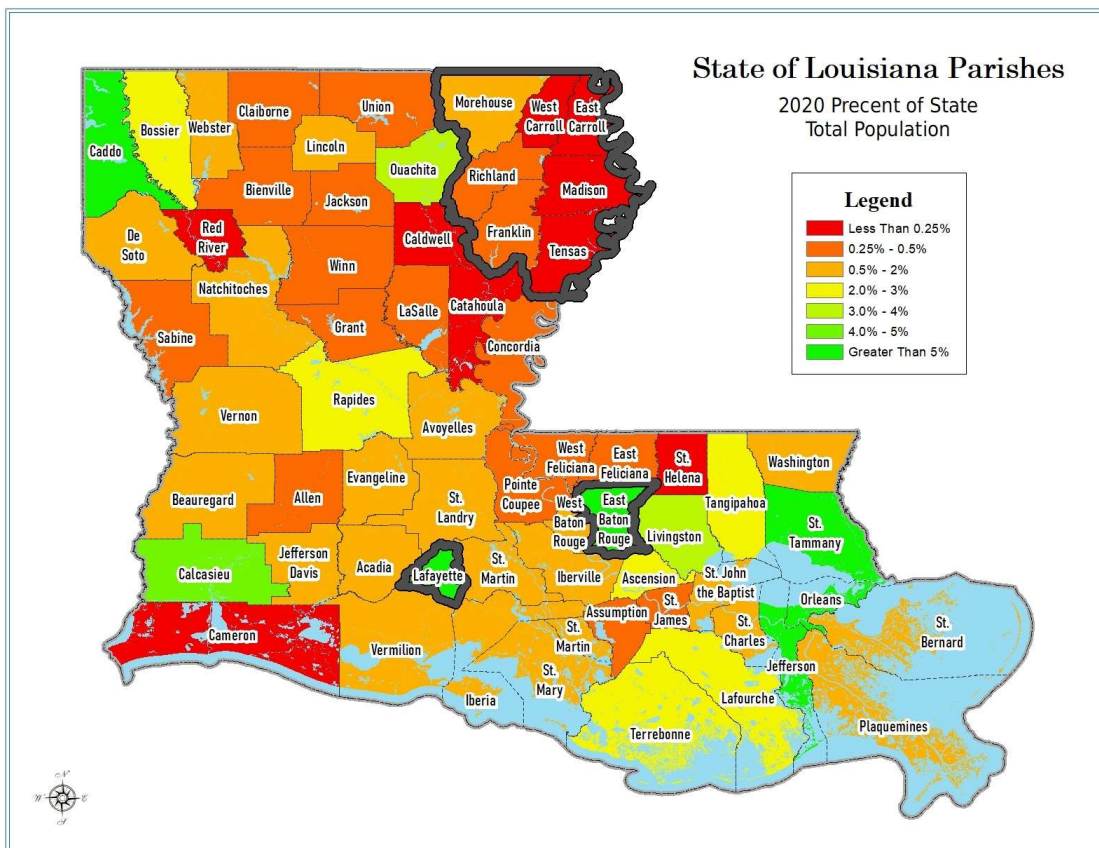 State of Louisiana Parishes
2020 Precent of State
Total Population
Legend
Less Than 0.25%
0.25% - 0.5%
0.5% - 2%
2.0% - 3%
3.0% - 4%
4.0% - 5%
Greater Than 5%
Caddo
Bossier
Webster
Claiborne
Union
Morehouse
West
Carroll
East
Carroll
Lincoln
Ouachita
Richland
Madison
Bienville
Jackson
Franklin
Tensas
De
Soto
Red
River
Caldwell
Winn
Natchitoches
Catahoula
LaSalle
Grant
Sabine
Concordia
Rapides
Vernon
Avoyelles
West
Feliciana
East
Feliciana
St.
Helena
Washington
Tangipahoa
Beauregard
Allen
Evangeline
Pointe
Coupee
St.
Landry
West
Baton
Rouge
East
Baton
Rouge
Livingston
St.
Tammany
Calcasieu
Jefferson
Davis
Acadia
Lafayette
St.
Martin
Iberville
Ascension
St. John
the Baptist
Orleans
Cameron
Vermilion
Iberia
St.
Martin
St.
Mary
Assumption
St.
James
St.
Charles
Jefferson
St.
Bernard
Lafourche
Terrebonne
Plaquemines
N
W
E
S